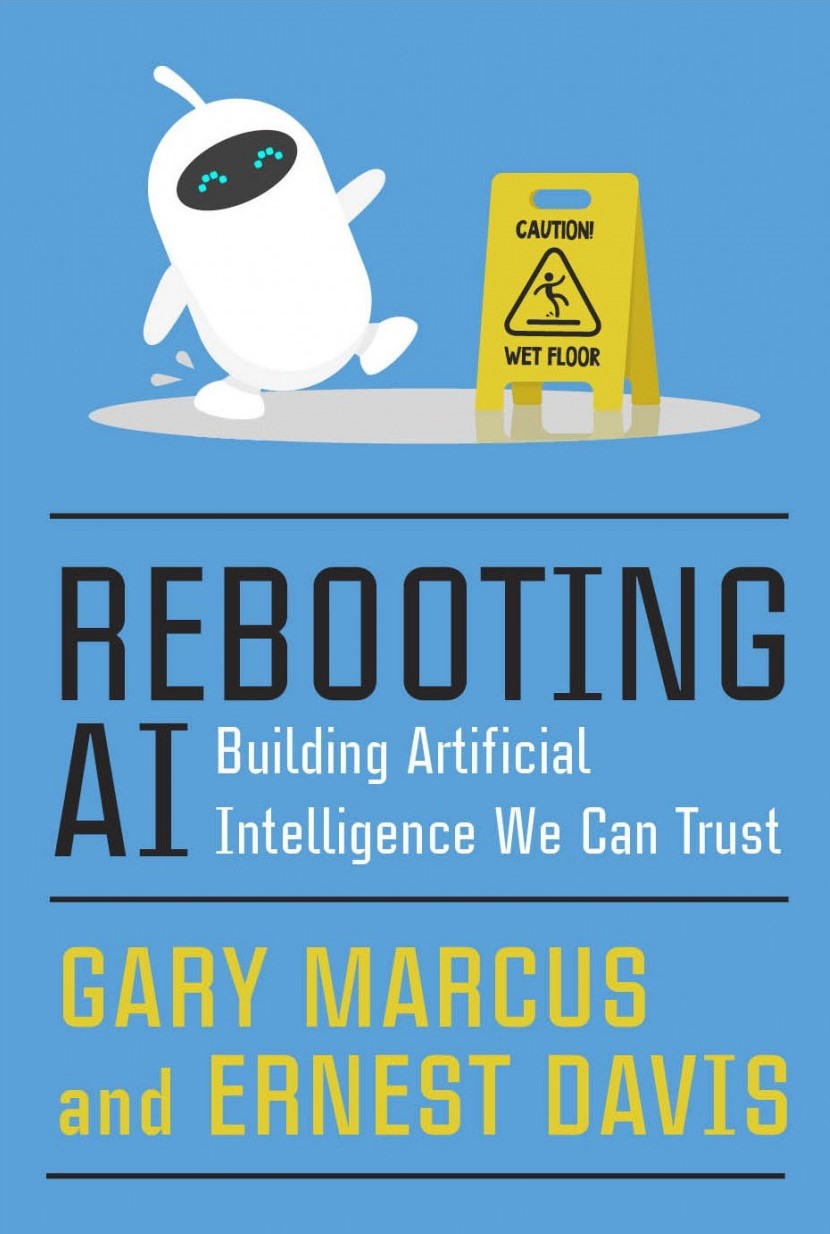 CAUTION!
WET FLOOR
REBOOTING
AI Building Artificial
Intelligence We Can Trust
GARY MARCUS
and ERNEST DAVIS